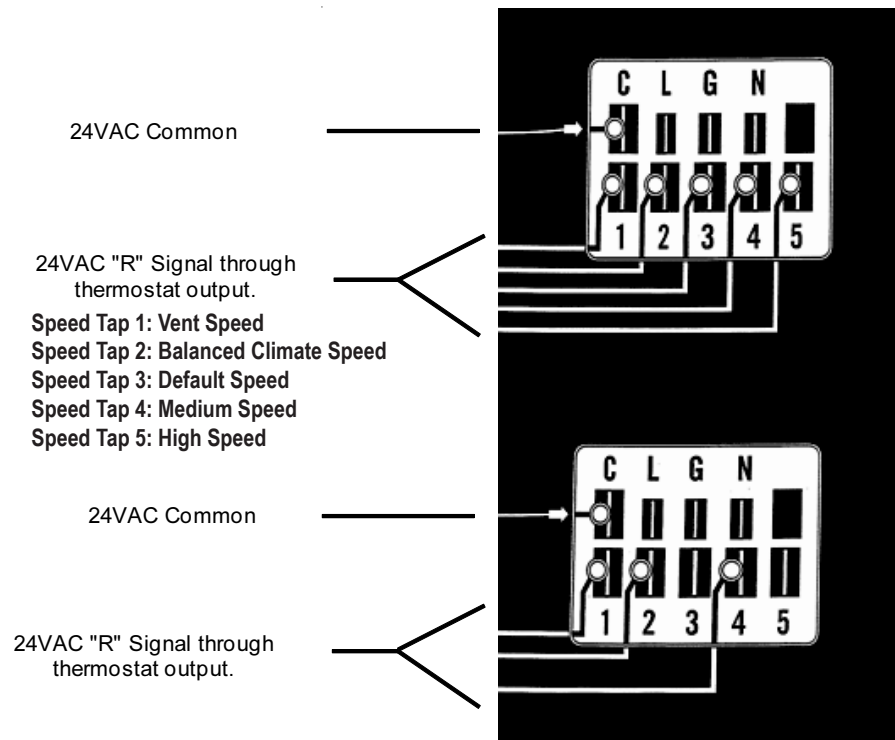 C L G N
24VAC Common
1 2 3 4 5
24VAC "R" Signal through
thermostat output.
Speed Tap 1: Vent Speed
Speed Tap 2: Balanced Climate Speed
Speed Tap 3: Default Speed
Speed Tap 4: Medium Speed
Speed Tap 5: High Speed
C L G N
24VAC Common
1 2 3 4 5
24VAC "R" Signal through
thermostat output.